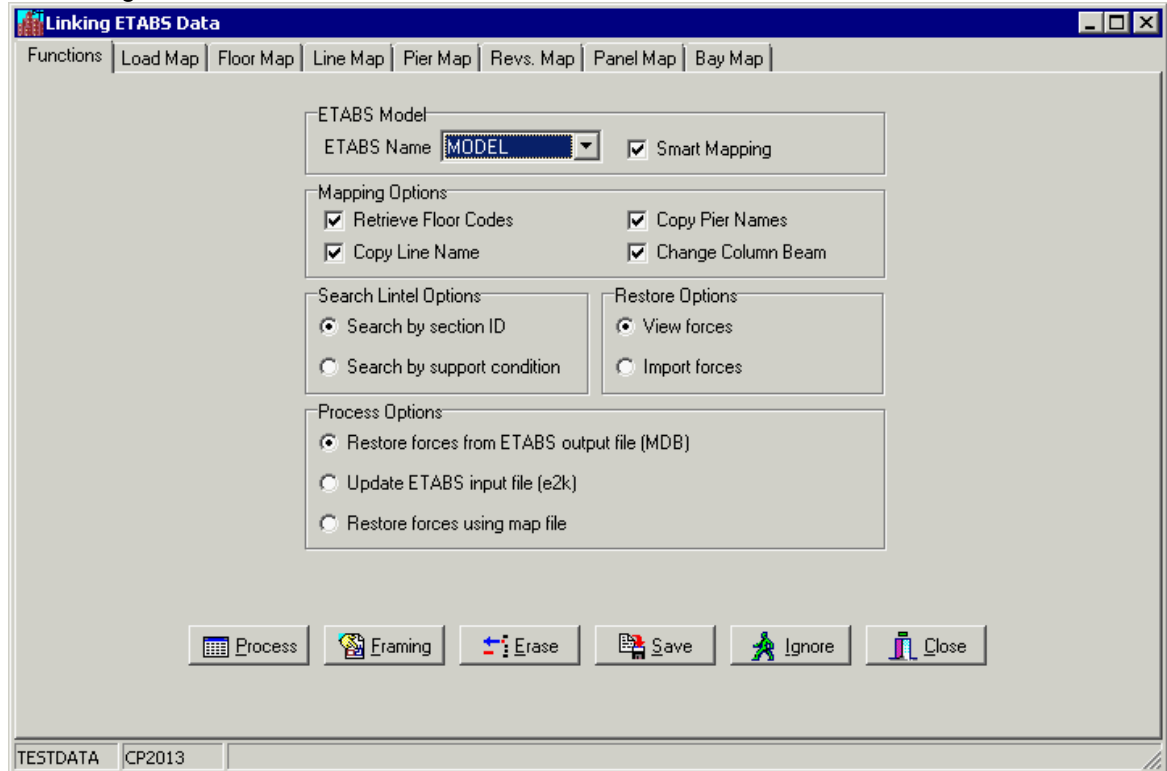 Linking ETABS Data
Functions Load Map Floor Map Line Map Pier Map Revs. Map Panel Map Bay Map
ETABS Model
ETABS Name MODEL Smart Mapping
Mapping Options
Retrieve Floor Codes Copy Pier Names
Copy Line Name Change Column Beam
Search Lintel Options Restore Options
Search by section ID View forces
Search by support condition Import forces
Process Options
Restore forces from ETABS output file (MDB)
Update ETABS input file (e2k)
Restore forces using map file
Process Framing Erase Save Ignore Close
TESTDATA CP2013